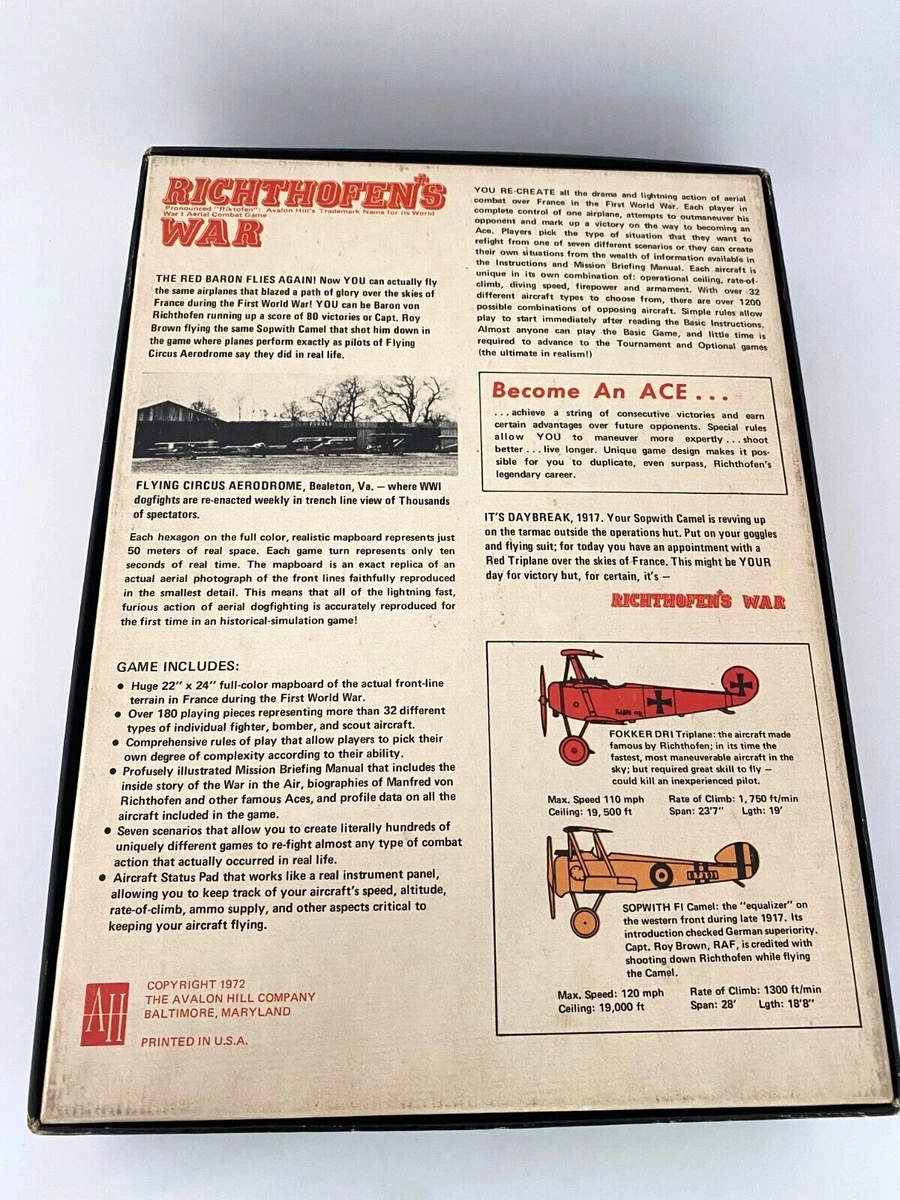 RICHTHOFEN'S
Pronounced "Riktofen": Avalon Hill's Trademark Name for its World
War I Aerial Combat Game
WAR
THE RED BARON FLIES AGAIN! Now YOU can actually fly
the same airplanes that blazed a path of glory over the skies of
France during the First World War! YOU can be Baron von
Richthofen running up a score of 80 victories or Capt. Roy
Brown flying the same Sopwith Camel that shot him down in
the game where planes perform exactly as pilots of Flying
Circus Aerodrome say they did in real life.
FLYING CIRCUS AERODROME, Bealeton, Va. — where WWI
dogfights are re-enacted weekly in trench line view of Thousands
of spectators.
Each hexagon on the full color, realistic mapboard represents just
50 meters of real space. Each game turn represents only ten
seconds of real time. The mapboard is an exact replica of an
actual aerial photograph of the front lines faithfully reproduced
in the smallest detail. This means that all of the lightning fast,
furious action of aerial dogfighting is accurately reproduced for
the first time in an historical-simulation game!
GAME INCLUDES:
● Huge 22" x 24" full-color mapboard of the actual front-line
terrain in France during the First World War.
● Over 180 playing pieces representing more than 32 different
types of individual fighter, bomber, and scout aircraft.
● Comprehensive rules of play that allow players to pick their
own degree of complexity according to their ability.
● Profusely illustrated Mission Briefing Manual that includes the
inside story of the War in the Air, biographies of Manfred von
Richthofen and other famous Aces, and profile data on all the
aircraft included in the game.
● Seven scenarios that allow you to create literally hundreds of
uniquely different games to re-fight almost any type of combat
action that actually occurred in real life.
● Aircraft Status Pad that works like a real instrument panel,
allowing you to keep track of your aircraft's speed, altitude,
rate-of-climb, ammo supply, and other aspects critical to
keeping your aircraft flying.
AH
COPYRIGHT 1972
THE AVALON HILL COMPANY
BALTIMORE, MARYLAND
PRINTED IN U.S.A.
YOU RE-CREATE all the drama and lightning action of aerial
combat over France in the First World War. Each player in
complete control of one airplane, attempts to outmaneuver his
opponent and mark up a victory on the way to becoming an
Ace. Players pick the type of situation that they want to
refight from one of seven different scenarios or they can create
their own situations from the wealth of information available in
the Instructions and Mission Briefing Manual. Each aircraft is
unique in its own combination of: operational ceiling, rate-of-
climb, diving speed, firepower and armament. With over 32
different aircraft types to choose from, there are over 1200
possible combinations of opposing aircraft. Simple rules allow
play to start immediately after reading the Basic Instructions.
Almost anyone can play the Basic Game, and little time is
required to advance to the Tournament and Optional games
(the ultimate in realism!)
Become An ACE...
...achieve a string of consecutive victories and earn
certain advantages over future opponents. Special rules
allow YOU to maneuver more expertly...shoot
better...live longer. Unique game design makes it pos-
sible for you to duplicate, even surpass, Richthofen's
legendary career.
IT'S DAYBREAK, 1917. Your Sopwith Camel is revving up
on the tarmac outside the operations hut. Put on your goggles
and flying suit; for today you have an appointment with a
Red Triplane over the skies of France. This might be YOUR
day for victory but, for certain, it's —
RICHTHOFEN'S WAR
FOKKER DRI Triplane: the aircraft made
famous by Richthofen; in its time the
fastest, most maneuverable aircraft in the
sky; but required great skill to fly —
could kill an inexperienced pilot.
Max. Speed 110 mph Rate of Climb: 1,750 ft/min
Ceiling: 19,500 ft Span: 23'7" Lgth: 19'
SOPWITH FI Camel: the "equalizer" on
the western front during late 1917. Its
introduction checked German superiority.
Capt. Roy Brown, RAF, is credited with
shooting down Richthofen while flying
the Camel.
Max. Speed: 120 mph Rate of Climb: 1300 ft/min
Ceiling: 19,000 ft Span: 28' Lgth: 18'8"